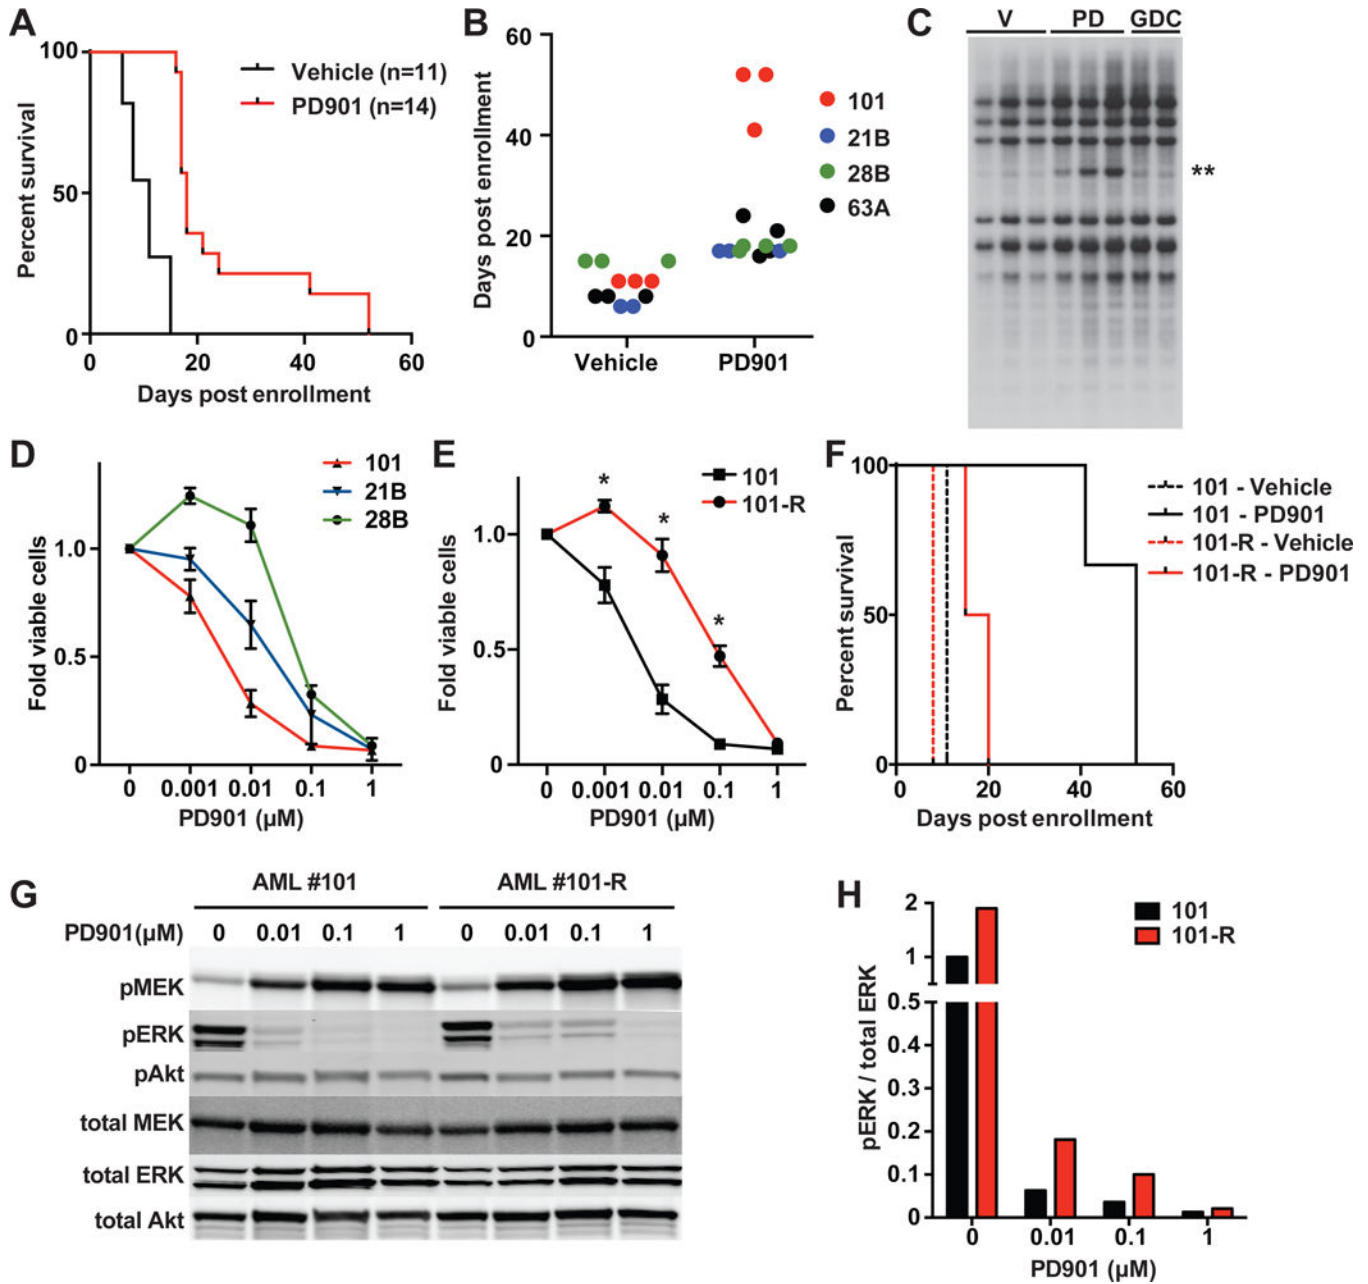 A
Percent survival
100
50
0
0 20 40 60
Days post enrollment
Vehicle (n=11)
PD901 (n=14)
B
Days post enrollment
60
40
20
0
Vehicle PD901
101
21B
28B
63A
C
V PD GDC
**
D
Fold viable cells
1.0
0.5
0
0 0.001 0.01 0.1 1
PD901 (µM)
101
21B
28B
E
Fold viable cells
1.0
0.5
0
0 0.001 0.01 0.1 1
PD901 (µM)
* * *
101
101-R
F
Percent survival
100
50
0
0 20 40 60
Days post enrollment
101 - Vehicle
101 - PD901
101-R - Vehicle
101-R - PD901
G
AML #101 AML #101-R
PD901(µM) 0 0.01 0.1 1 0 0.01 0.1 1
pMEK
pERK
pAkt
total MEK
total ERK
total Akt
H
pERK / total ERK
2
1
0.5
0.4
0.3
0.2
0.1
0
0 0.01 0.1 1
PD901 (µM)
101
101-R